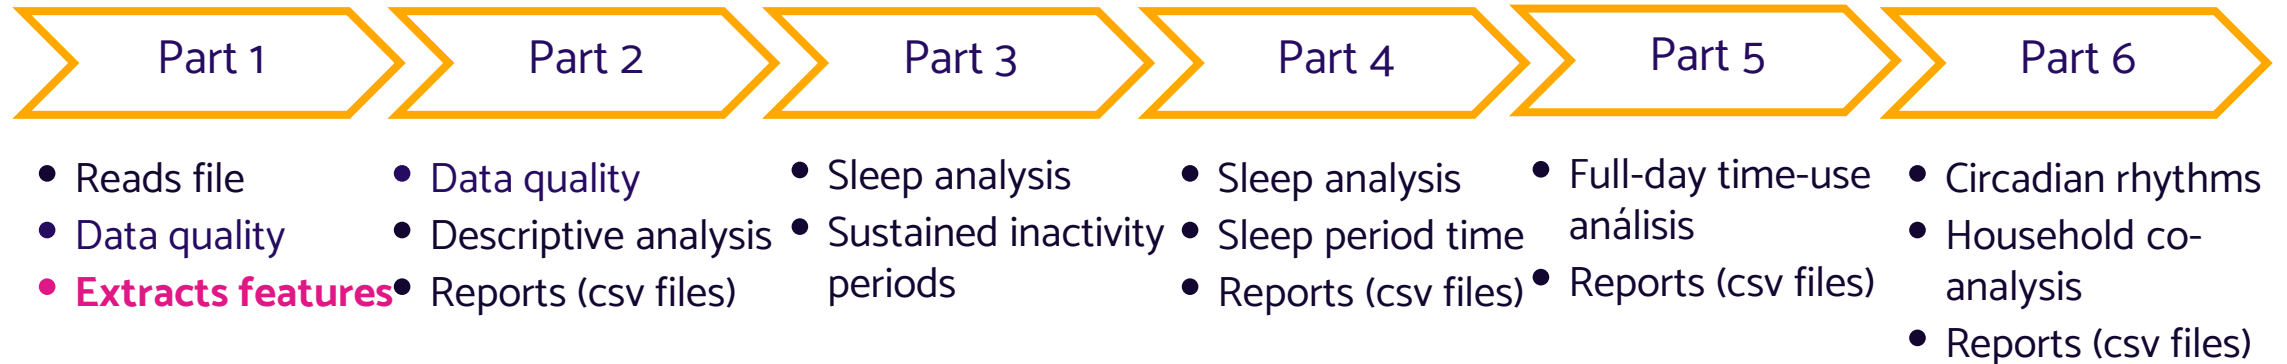 Part 1
Part 2
Part 3
Part 4
Part 5
Part 6
• Reads file
• Data quality
• Extracts features
• Data quality
• Descriptive analysis
• Reports (csv files)
• Sleep analysis
• Sustained inactivity
periods
• Sleep analysis
• Sleep period time
• Reports (csv files)
• Full-day time-use
análisis
• Reports (csv files)
• Circadian rhythms
• Household co-
analysis
• Reports (csv files)